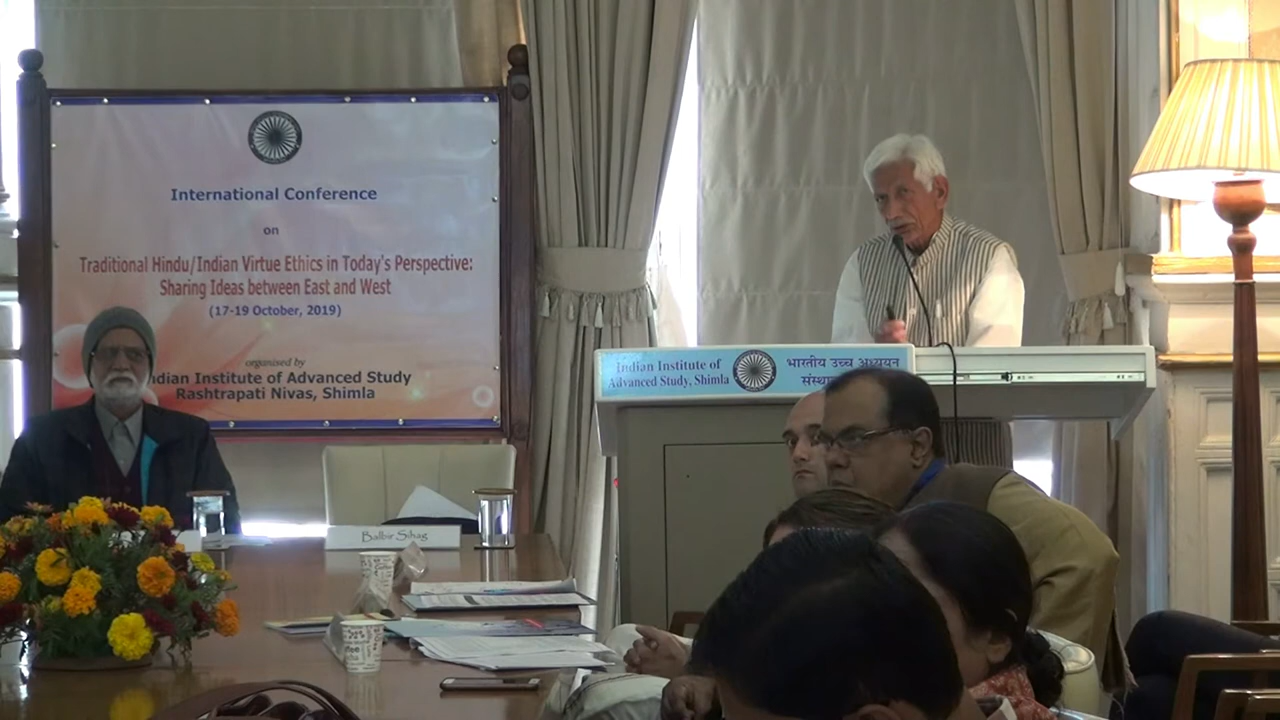 International Conference
on
Traditional Hindu/Indian Virtue Ethics in Today's Perspective:
Sharing Ideas between East and West
(17-19 October, 2019)
organised by
ndian Institute of Advanced Study
Rashtrapati Nivas, Shimla
Indian Institute of
Advanced Study, Shimla
भारतीय उच्च अध्ययन
संस्था
Balbir Sihag